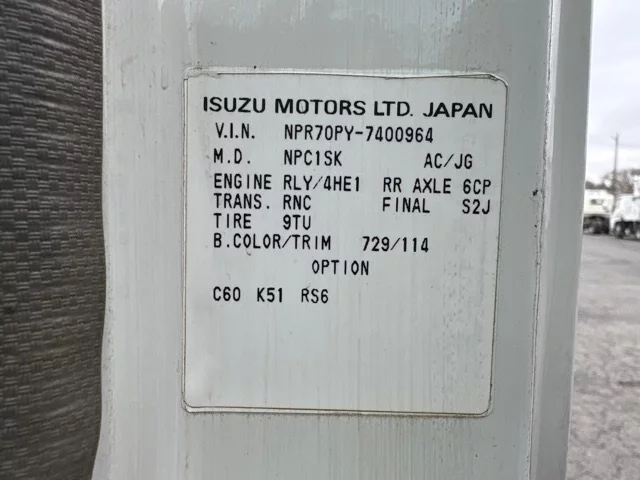 ISUZU MOTORS LTD. JAPAN
V.I.N. NPR70PY-7400964
M.D. NPC1SK AC/JG
ENGINE RLY/4HE1 RR AXLE 6CP
TRANS. RNC FINAL S2J
TIRE 9TU
B.COLOR/TRIM 729/114
OPTION
C60 K51 RS6